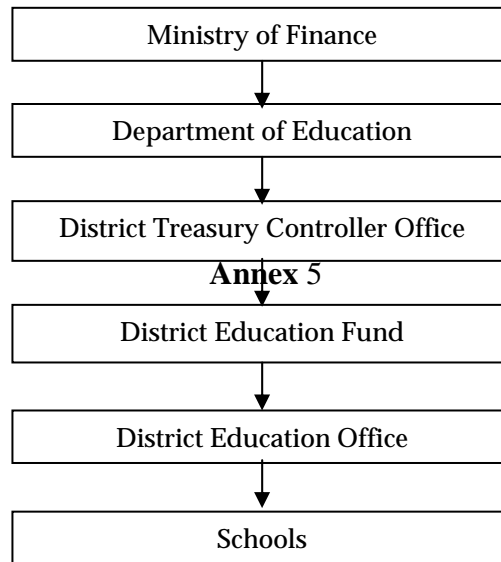 Ministry of Finance
Department of Education
District Treasury Controller Office
Annex 5
District Education Fund
District Education Office
Schools